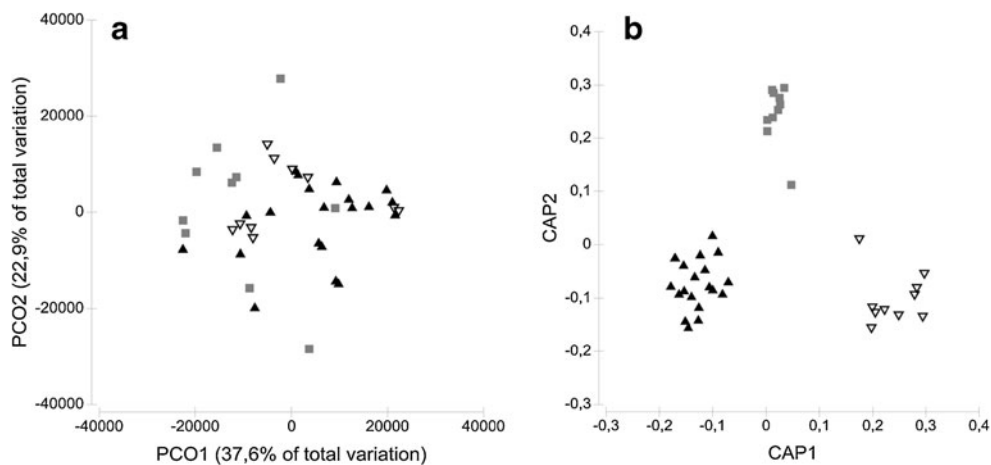 a
40000
20000
0
-20000
-40000
PCO2 (22,9% of total variation)
-40000 -20000 0 20000 40000
PCO1 (37,6% of total variation)
b
0,4
0,3
0,2
0,1
0
-0,1
-0,2
-0,3
CAP2
-0,3 -0,2 -0,1 0 0,1 0,2 0,3 0,4
CAP1